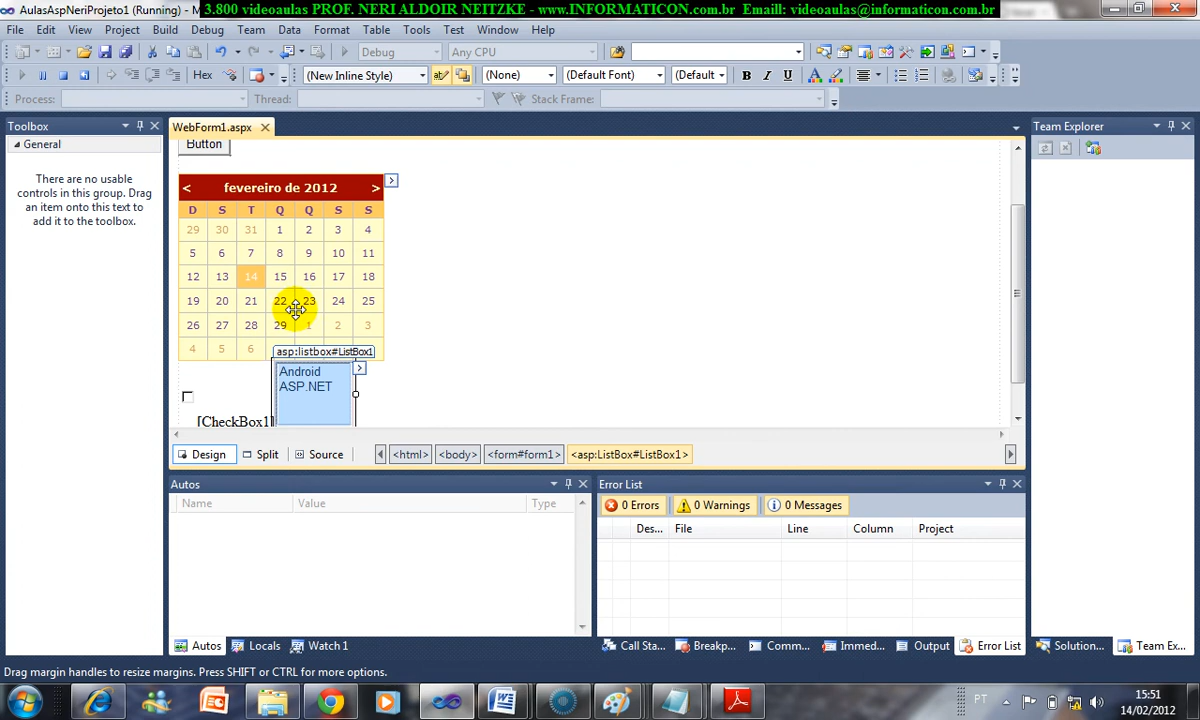 AulasAspNeriProjeto1 (Running) - M
3.800 videoaulas PROF. NERI ALDOIR NEITZKE - www.INFORMATICON.com.br Emaill: videoaulas@informaticon.com.br
File Edit View Project Build Debug Team Data Format Table Tools Test Window Help
Debug Any CPU
Hex (New Inline Style) (None) (Default Font) (Default B I U A
Process: Thread: Stack Frame:
Toolbox
General
There are no usable
controls in this group. Drag
an item onto this text to
add it to the toolbox.
WebForm1.aspx
Button
< fevereiro de 2012 >
D S T Q Q S S
29 30 31 1 2 3 4
5 6 7 8 9 10 11
12 13 14 15 16 17 18
19 20 21 22 23 24 25
26 27 28 29 1 2 3
4 5 6
asp:listbox#ListBox1
Android
ASP.NET
[CheckBox1]
Design Split Source <html> <body> <form#form1> <asp:ListBox#ListBox1>
Team Explorer
Autos
Name Value Type
Error List
0 Errors 0 Warnings 0 Messages
Des... File Line Column Project
Autos Locals Watch 1
Call Sta... Breakp... Comm... Immed... Output Error List
Solution... Team Ex...
Drag margin handles to resize margins. Press SHIFT or CTRL for more options.
PT
15:51
14/02/2012